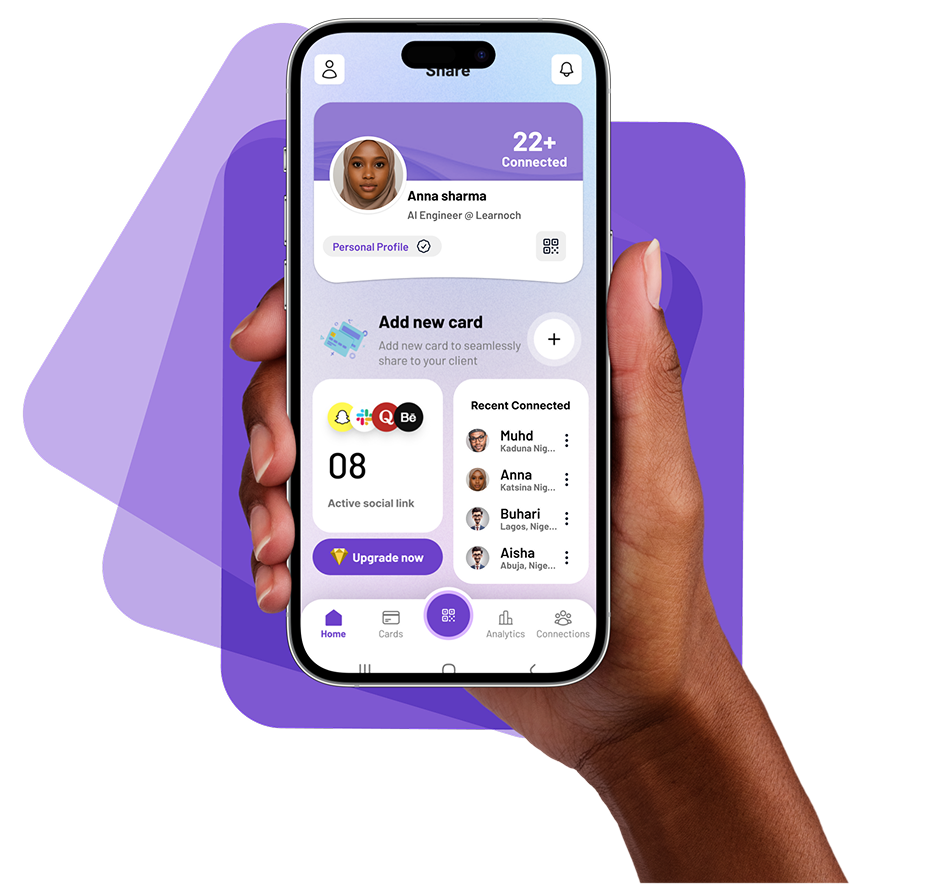 Share
22+
Connected
Anna sharma
AI Engineer @ Learnoch
Personal Profile
Add new card
Add new card to seamlessly
share to your client
Q Bē
08
Active social link
Upgrade now
Recent Connected
Muhd
Kaduna Nig...
Anna
Katsina Nig...
Buhari
Lagos, Nige...
Aisha
Abuja, Nige...
Home
Cards
Analytics
Connections